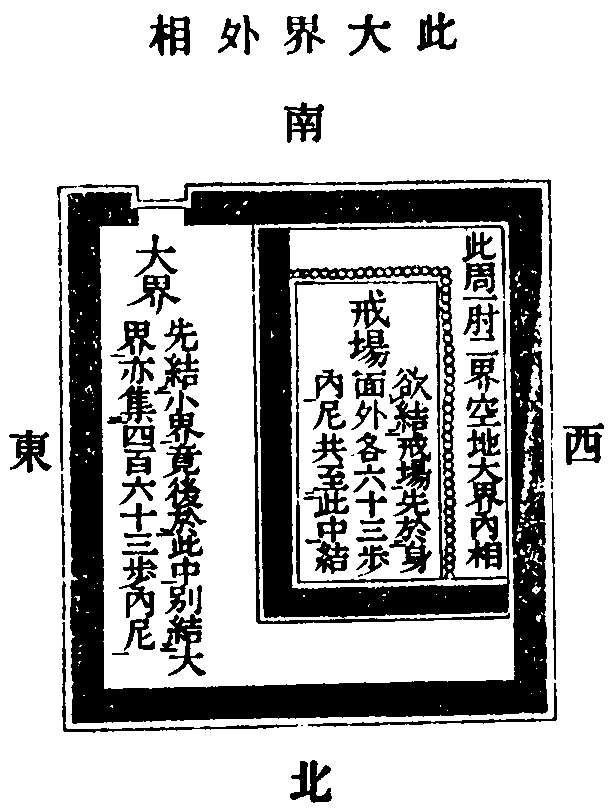 此大界外相
南
西
東
北
此周一肘二界空地大界內相
戒場
欲結戒場先於身
面外各六十三步
內尼共至此中結
大界
先結小界竟後於此中別結大
界亦集四百六十三步內尼